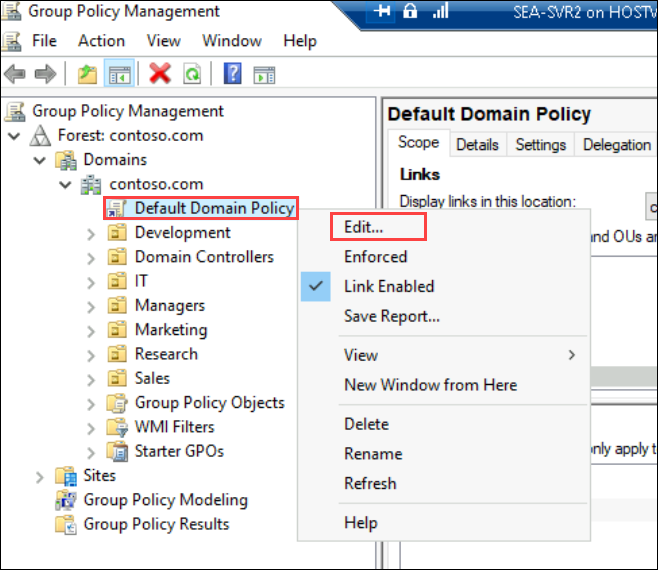 Group Policy Management
SEA-SVR2 on HOSTV
File Action View Window Help
Group Policy Management
Forest: contoso.com
Domains
contoso.com
Default Domain Policy
Development
Domain Controllers
IT
Managers
Marketing
Research
Sales
Group Policy Objects
WMI Filters
Starter GPOs
Sites
Group Policy Modeling
Group Policy Results
Default Domain Policy
Scope Details Settings Delegation
Links
Display links in this location:
and OUs ar
only apply t
Edit...
Enforced
Link Enabled
Save Report...
View
New Window from Here
Delete
Rename
Refresh
Help